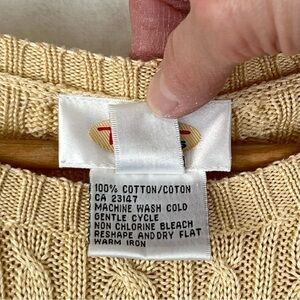 100% COTTON/COTON
CA 23147
MACHINE WASH COLD
GENTLE CYCLE
NON CHLORINE BLEACH
RESHAPE AND DRY FLAT
WARM IRON